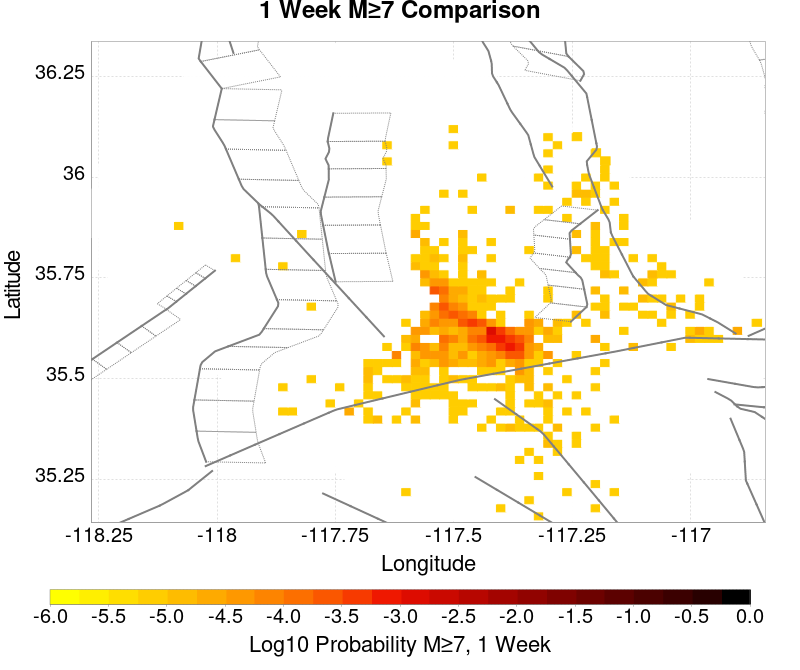 1 Week M≥7 Comparison
36.25
36
35.75
35.5
35.25
Latitude
-118.25 -118 -117.75 -117.5 -117.25 -117
Longitude
-6.0 -5.5 -5.0 -4.5 -4.0 -3.5 -3.0 -2.5 -2.0 -1.5 -1.0 -0.5 0.0
Log10 Probability M≥7, 1 Week